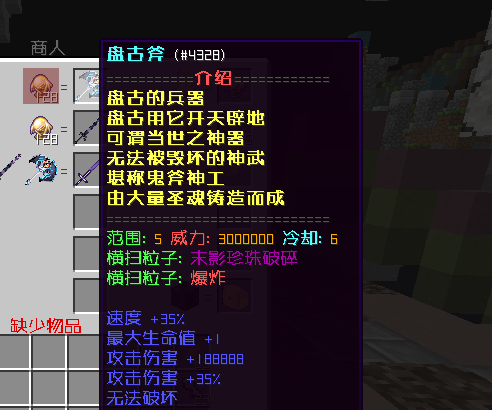 商人
盘古斧 (#4328)
===========介绍============
盘古的兵器
盘古用它开天辟地
可谓当世之神器
无法被毁坏的神武
堪称鬼斧神工
由大量圣魂铸造而成
============================
范围: 5 威力: 3000000 冷却: 6
横扫粒子: 末影珍珠破碎
横扫粒子: 爆炸
速度 +35%
最大生命值 +1
攻击伤害 +188888
攻击伤害 +35%
无法破坏
128
128
缺少物品